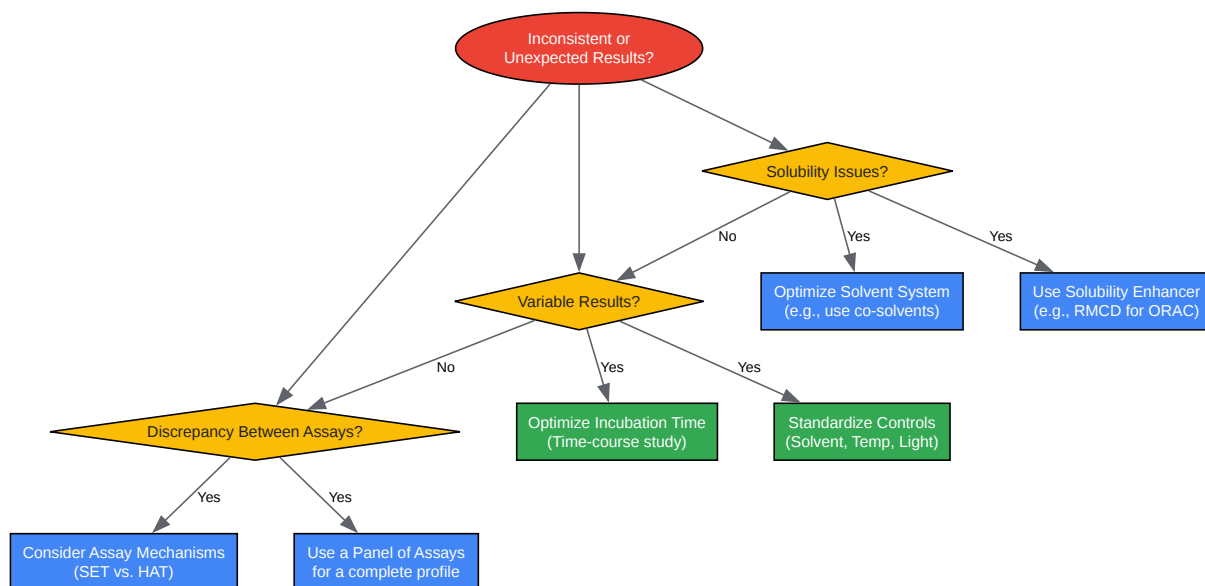 Inconsistent or
Unexpected Results?
Solubility Issues?
No
Yes
Yes
Optimize Solvent System
(e.g., use co-solvents)
Use Solubility Enhancer
(e.g., RMCD for ORAC)
Variable Results?
No
Yes
Yes
Optimize Incubation Time
(Time-course study)
Standardize Controls
(Solvent, Temp, Light)
Discrepancy Between Assays?
Yes
Yes
Consider Assay Mechanisms
(SET vs. HAT)
Use a Panel of Assays
for a complete profile